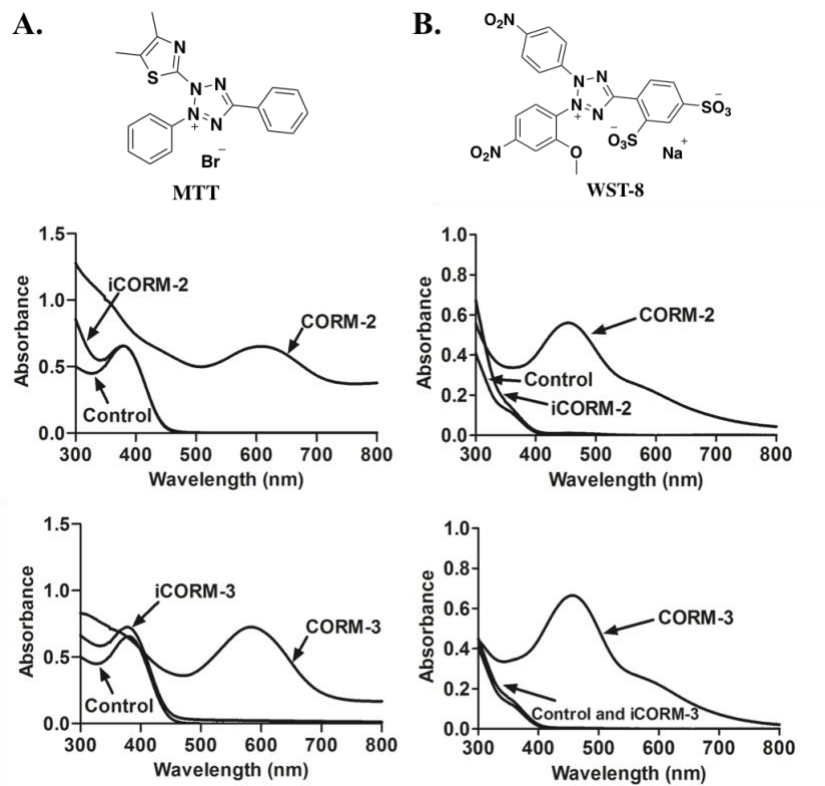 A.
N
S
N
N
N
+
N
Br
−
MTT
B.
O2N
N
N
N
+
N
O2N
O
−
O3S
−
SO3
Na
+
WST-8
1.5
1.0
0.5
0.0
300 400 500 600 700 800
Absorbance
Wavelength (nm)
iCORM-2
CORM-2
Control
1.0
0.8
0.6
0.4
0.2
0.0
300 400 500 600 700 800
Absorbance
Wavelength (nm)
CORM-2
Control
iCORM-2
1.5
1.0
0.5
0.0
300 400 500 600 700 800
Absorbance
Wavelength (nm)
iCORM-3
CORM-3
Control
1.0
0.8
0.6
0.4
0.2
0.0
300 400 500 600 700 800
Absorbance
Wavelength (nm)
CORM-3
Control and iCORM-3